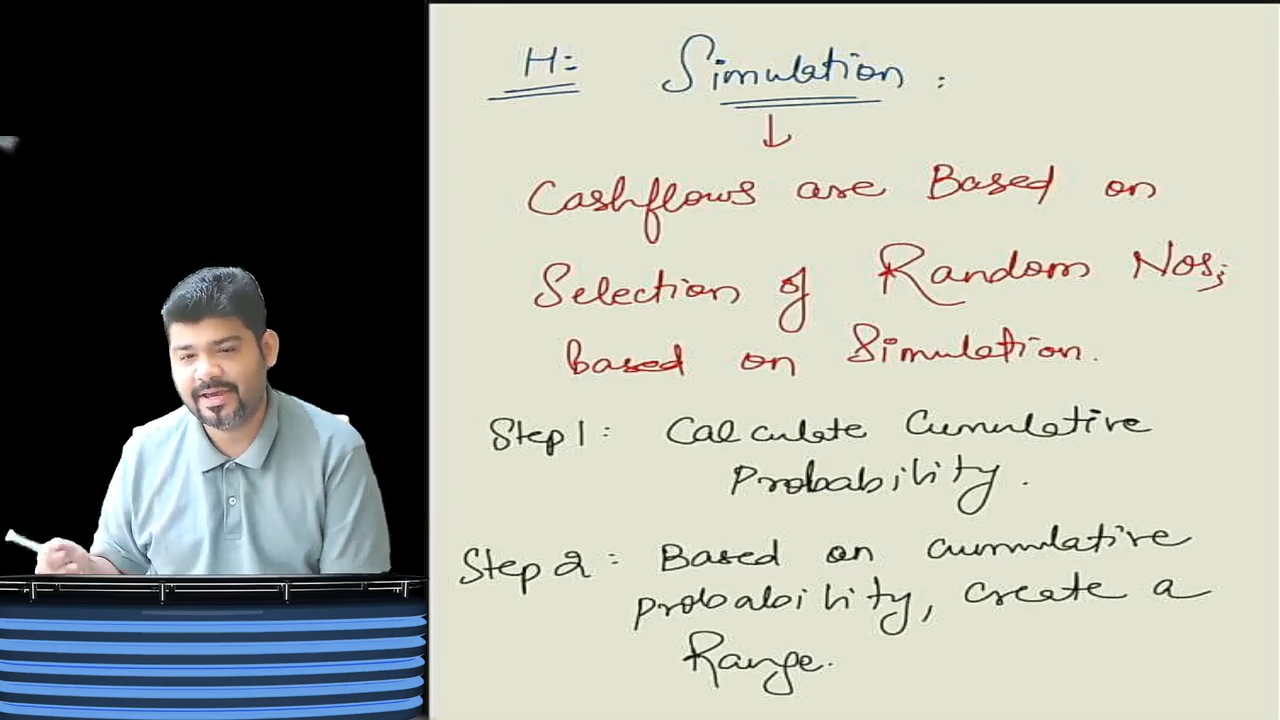 H: Simulation :
↓
Cashflows are Based on
Selection of Random Nos;
based on Simulation.
Step 1: Calculate Cumulative
Probability.
Step 2: Based on cummulative
probability, create a
Range.